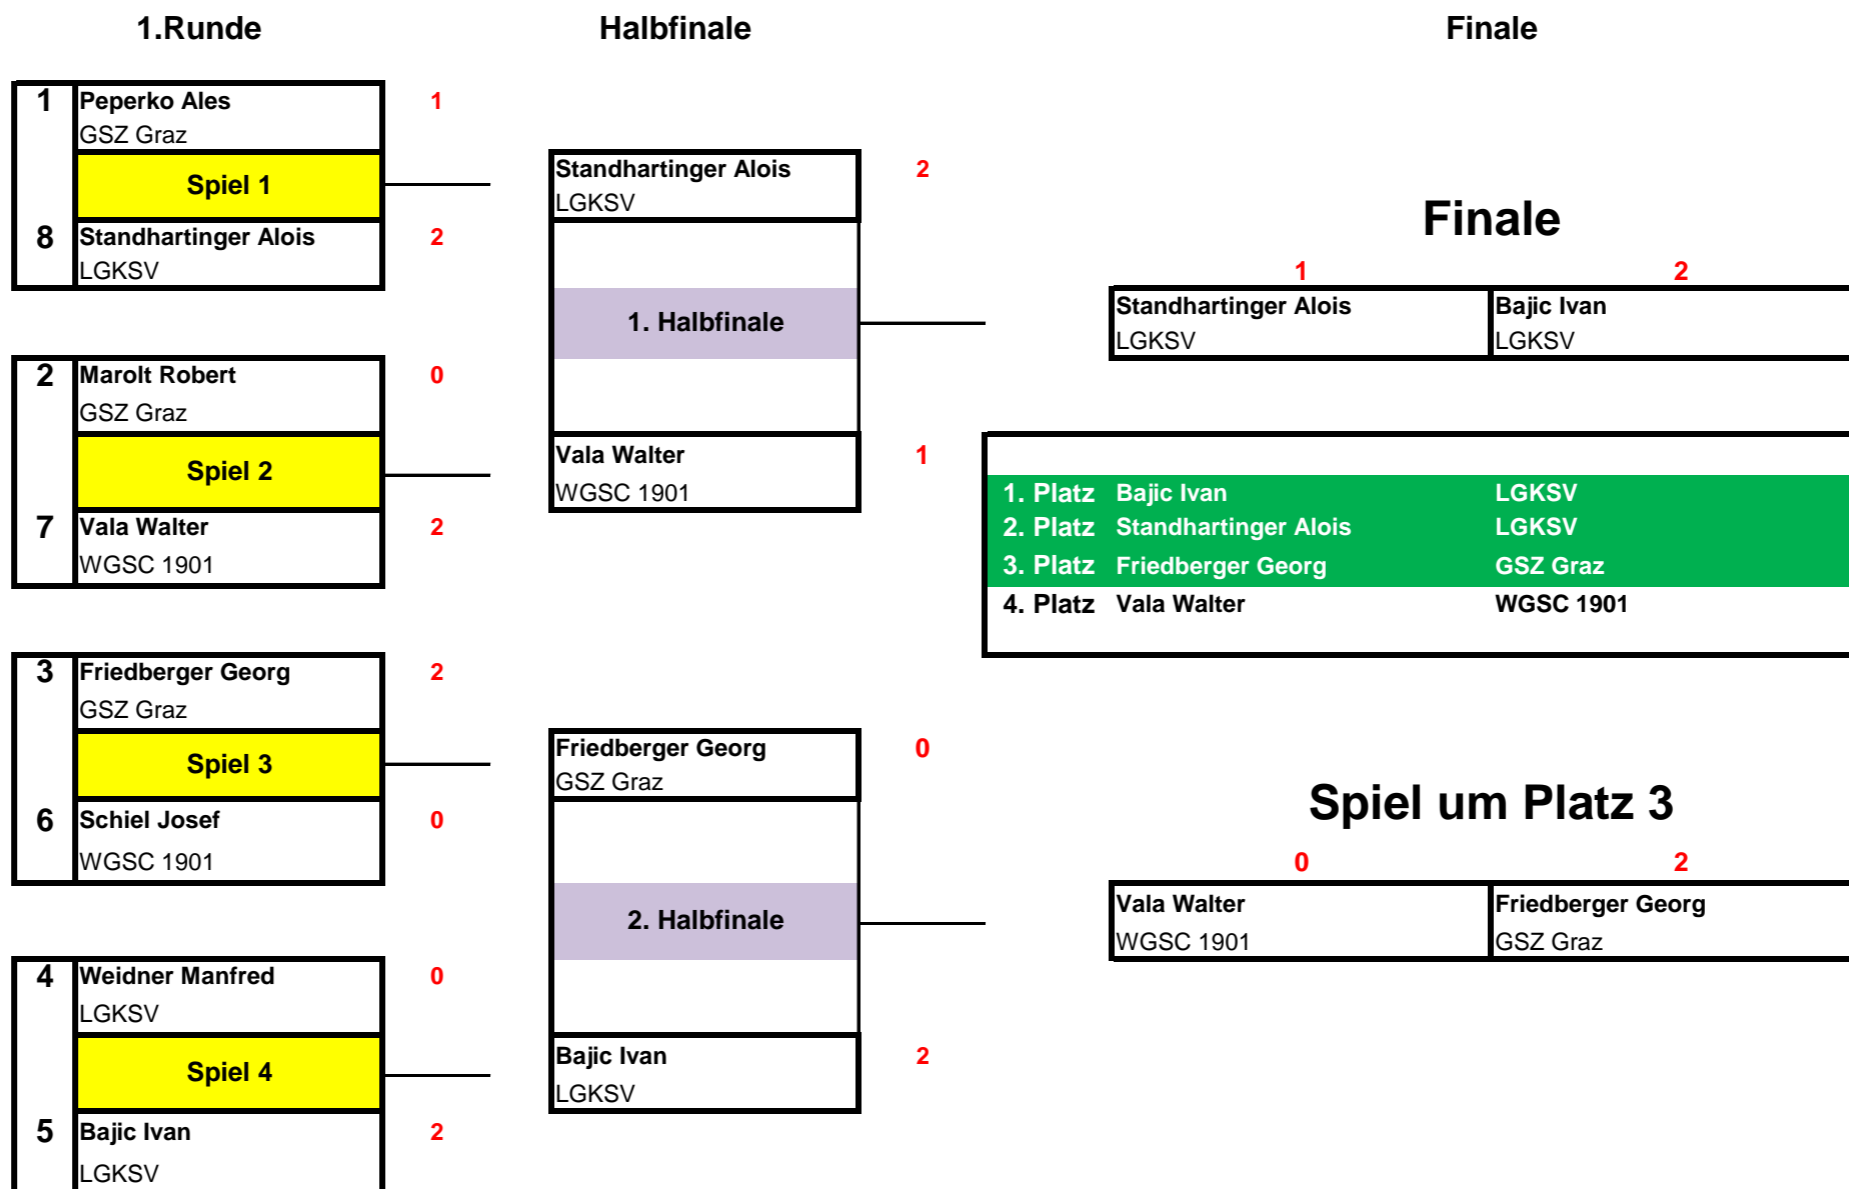 1.Runde
Halbfinale
Finale
1
Peperko Ales
1
GSZ Graz
Spiel 1
8
Standhartinger Alois
2
LGKSV
2
Marolt Robert
0
GSZ Graz
Spiel 2
7
Vala Walter
2
WGSC 1901
3
Friedberger Georg
2
GSZ Graz
Spiel 3
6
Schiel Josef
0
WGSC 1901
4
Weidner Manfred
0
LGKSV
Spiel 4
5
Bajic Ivan
2
LGKSV
Standhartinger Alois
2
LGKSV
1. Halbfinale
Vala Walter
1
WGSC 1901
Friedberger Georg
0
GSZ Graz
2. Halbfinale
Bajic Ivan
2
LGKSV
Finale
1
2
Standhartinger Alois
Bajic Ivan
LGKSV
LGKSV
1. Platz Bajic Ivan LGKSV
2. Platz Standhartinger Alois LGKSV
3. Platz Friedberger Georg GSZ Graz
4. Platz Vala Walter WGSC 1901
Spiel um Platz 3
0
2
Vala Walter
Friedberger Georg
WGSC 1901
GSZ Graz